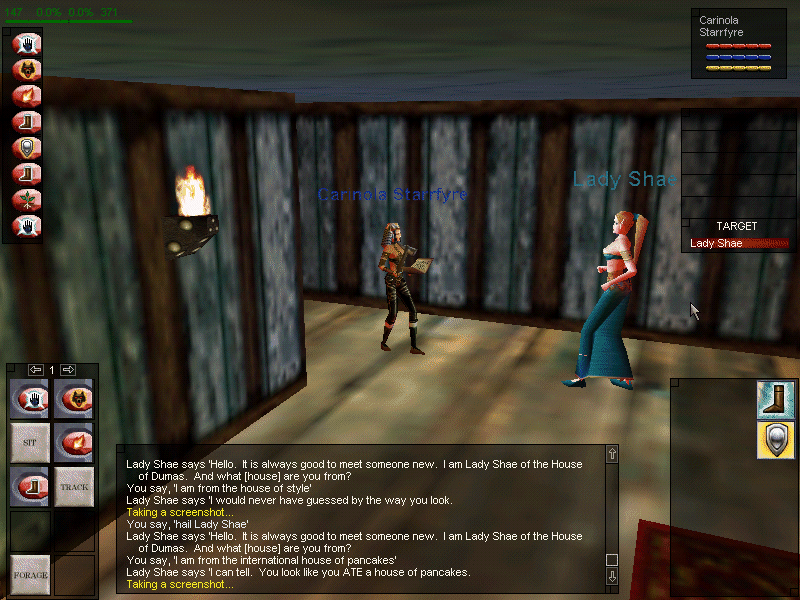 147 0.0% 0.0% 371
Carinola
Starrfyre
Carinola Starrfyre
Lady Shae
TARGET
Lady Shae
1
SIT
TRACK
FORAGE
Lady Shae says 'Hello. It is always good to meet someone new. I am Lady Shae of the House
of Dumas. And what [house] are you from?
You say, 'I am from the house of style'
Lady Shae says 'I would never have guessed by the way you look.
Taking a screenshot...
You say, 'hail Lady Shae'
Lady Shae says 'Hello. It is always good to meet someone new. I am Lady Shae of the House
of Dumas. And what [house] are you from?
You say, 'I am from the international house of pancakes'
Lady Shae says 'I can tell. You look like you ATE a house of pancakes.
Taking a screenshot...